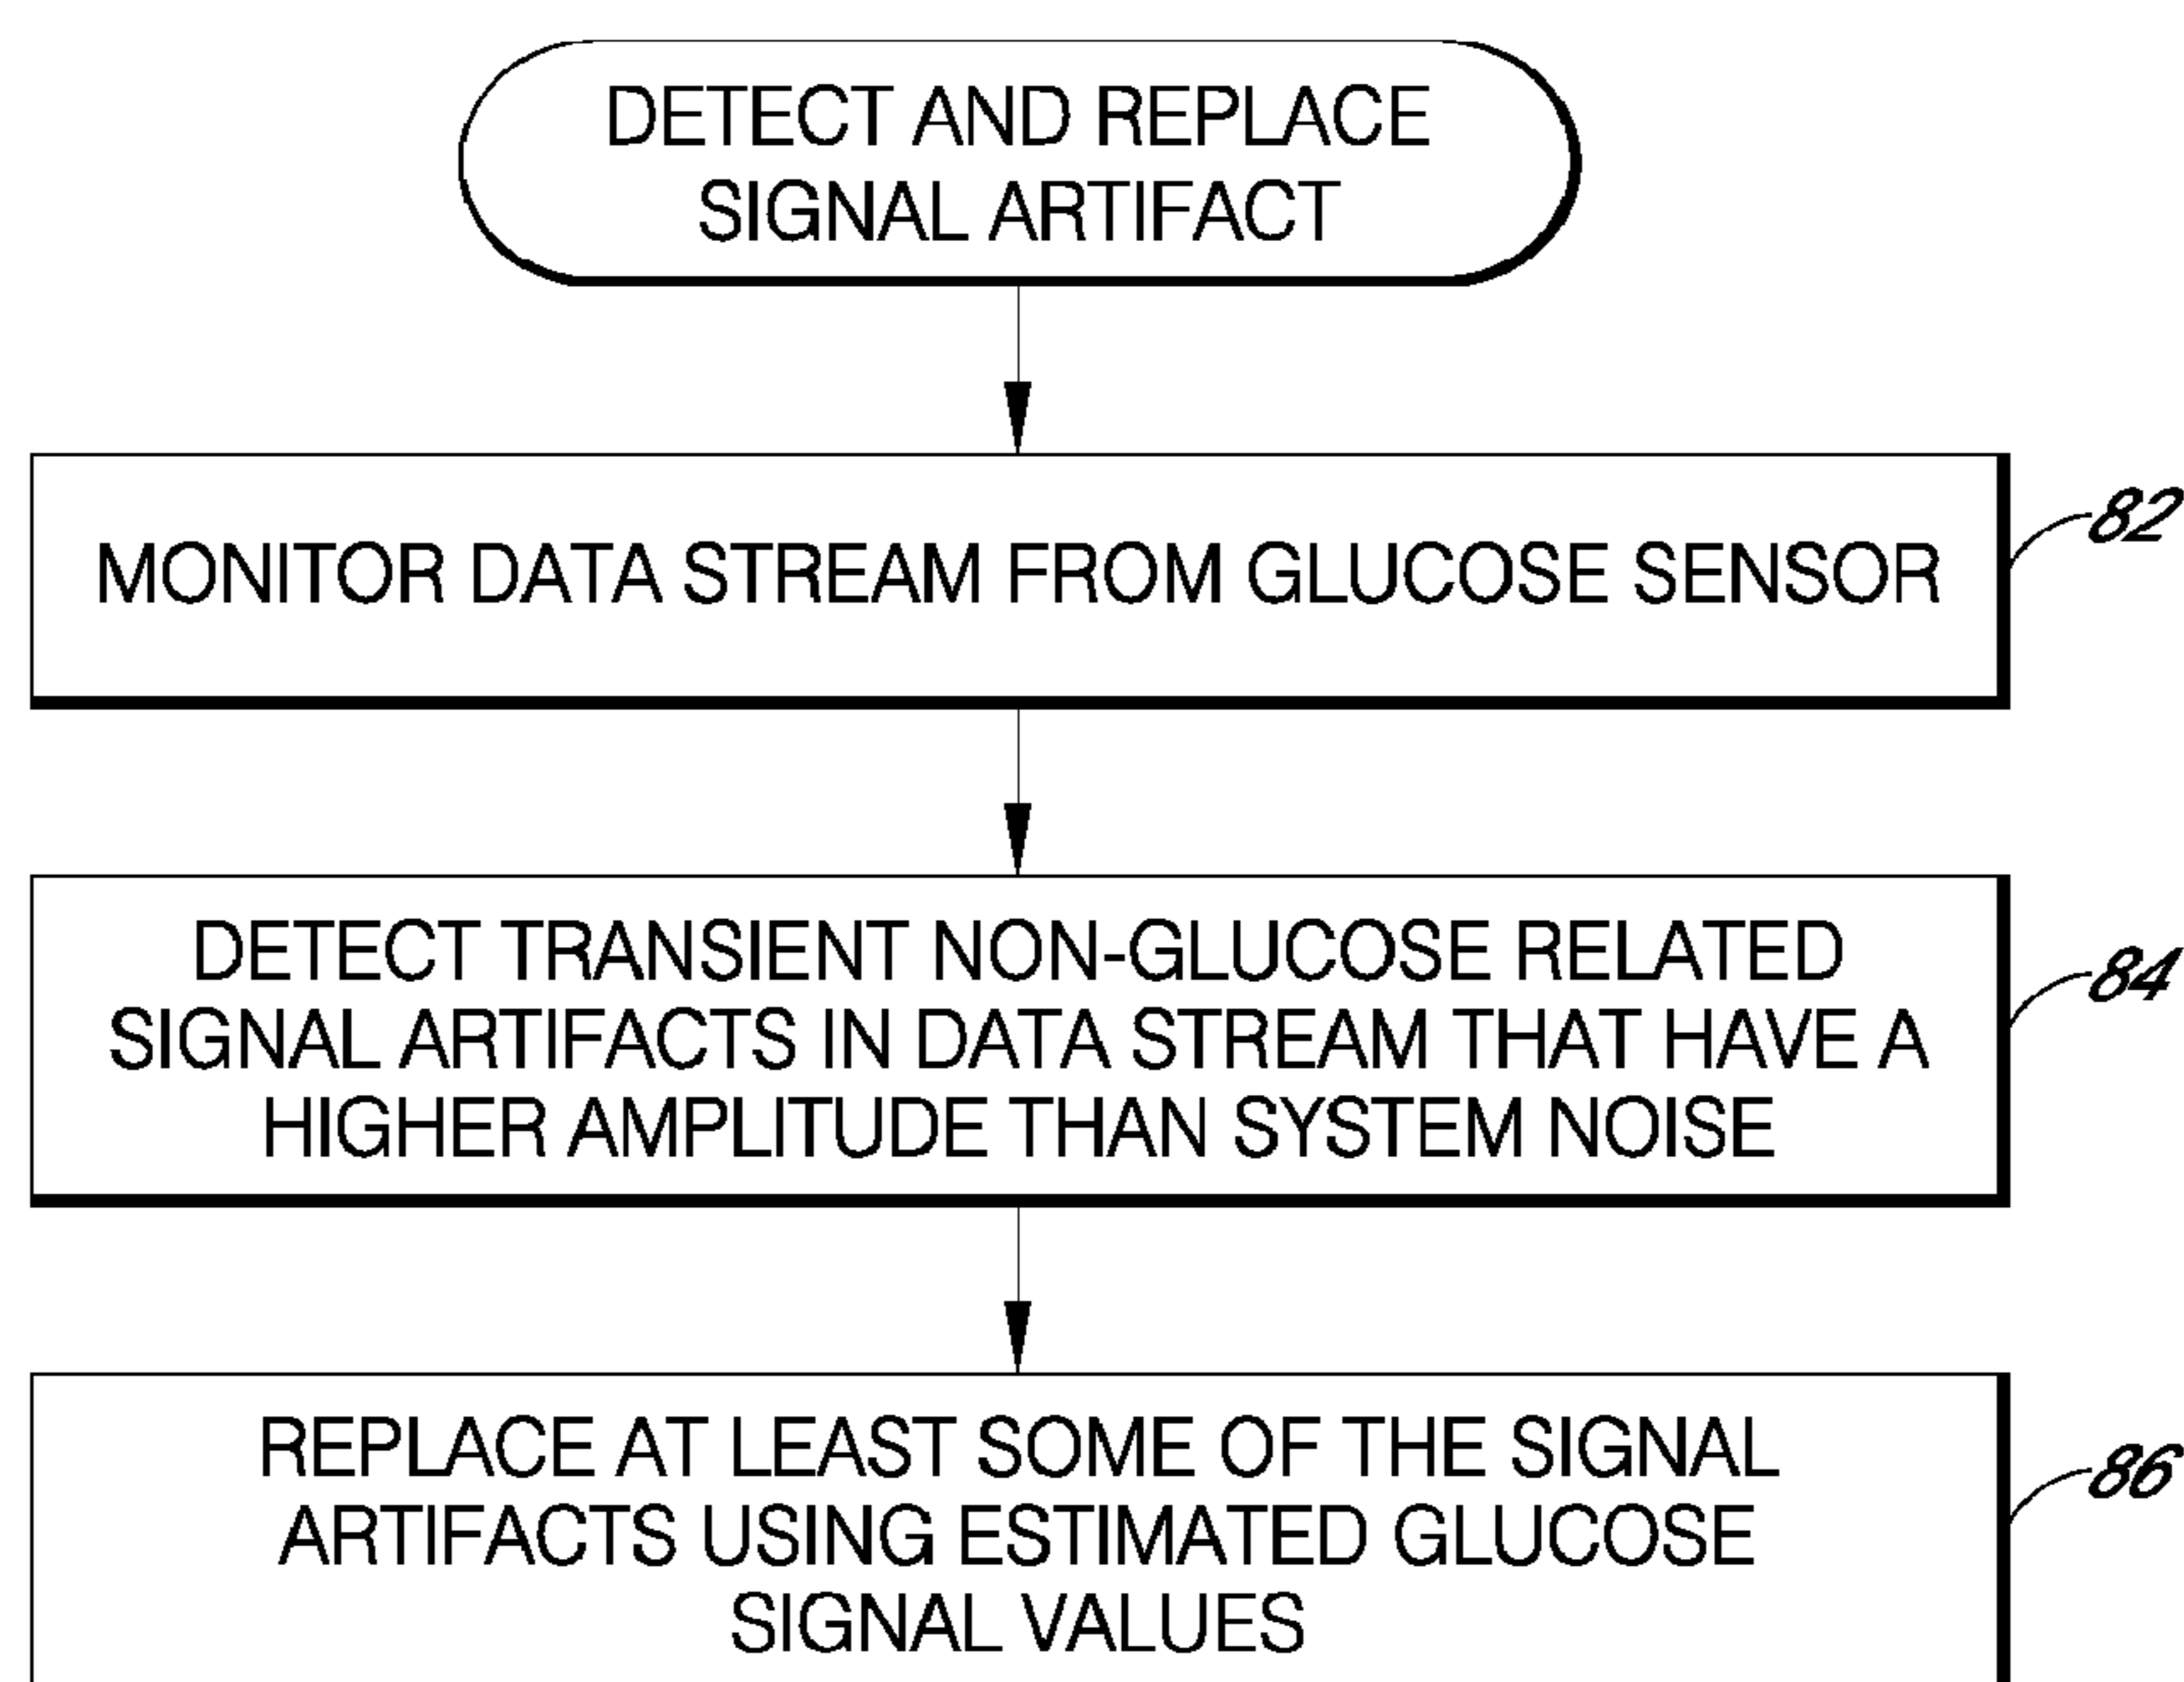 DETECT AND REPLACE
SIGNAL ARTIFACT
MONITOR DATA STREAM FROM GLUCOSE SENSOR
82
DETECT TRANSIENT NON-GLUCOSE RELATED
SIGNAL ARTIFACTS IN DATA STREAM THAT HAVE A
HIGHER AMPLITUDE THAN SYSTEM NOISE
84
REPLACE AT LEAST SOME OF THE SIGNAL
ARTIFACTS USING ESTIMATED GLUCOSE
SIGNAL VALUES
86